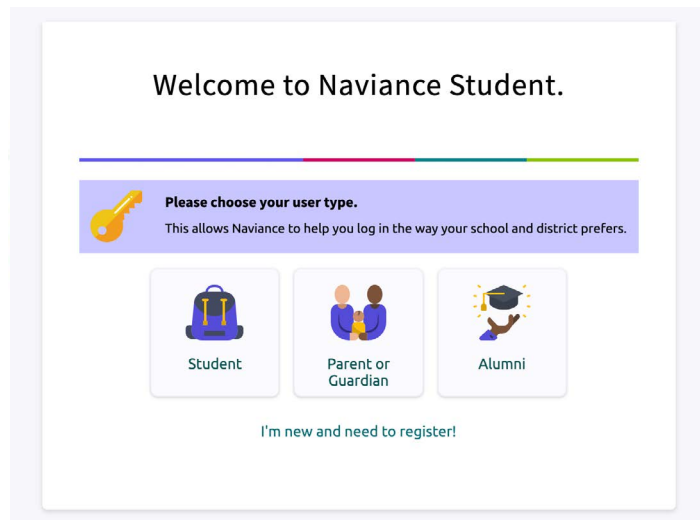 Welcome to Naviance Student.
Please choose your user type.
This allows Naviance to help you log in the way your school and district prefers.
Student
Parent or
Guardian
Alumni
I'm new and need to register!